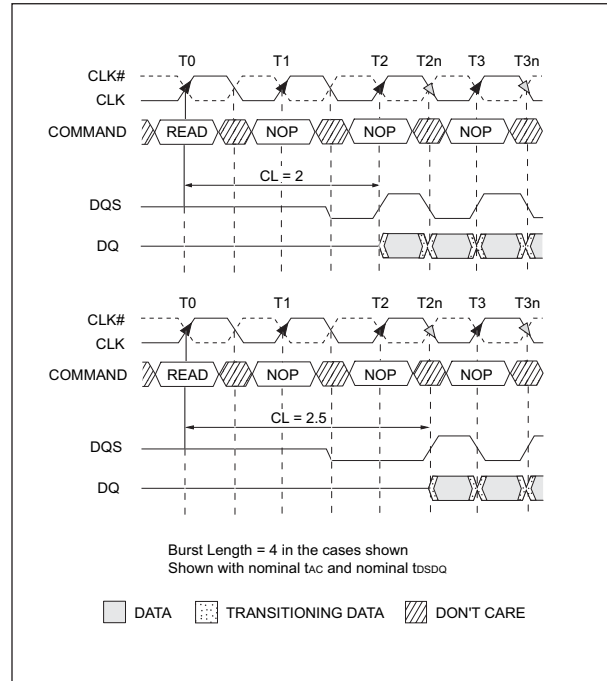 T0 T1 T2 T2n T3 T3n
CLK#
CLK
COMMAND READ NOP NOP NOP
CL = 2
DQS
DQ
T0 T1 T2 T2n T3 T3n
CLK#
CLK
COMMAND READ NOP NOP NOP
CL = 2.5
DQS
DQ
Burst Length = 4 in the cases shown
Shown with nominal tAC and nominal tDSDQ
DATA TRANSITIONING DATA DON'T CARE